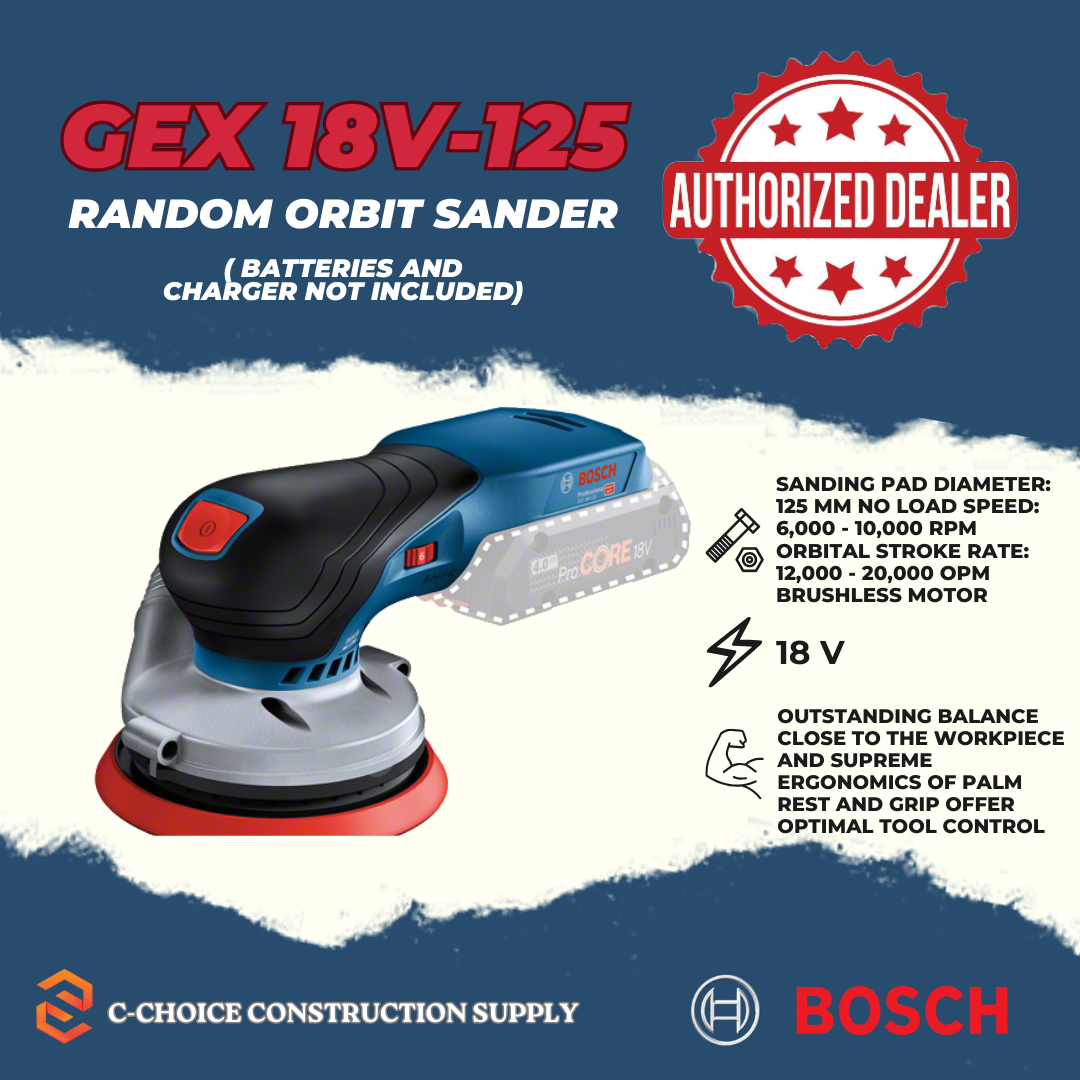 GEX 18V-125
RANDOM ORBIT SANDER
( BATTERIES AND
CHARGER NOT INCLUDED)
AUTHORIZED DEALER
BOSCH
Professional
6
4.0
ProCORE 18V
SANDING PAD DIAMETER:
125 MM NO LOAD SPEED:
6,000 - 10,000 RPM
ORBITAL STROKE RATE:
12,000 - 20,000 OPM
BRUSHLESS MOTOR
18 V
OUTSTANDING BALANCE
CLOSE TO THE WORKPIECE
AND SUPREME
ERGONOMICS OF PALM
REST AND GRIP OFFER
OPTIMAL TOOL CONTROL
C-CHOICE CONSTRUCTION SUPPLY
BOSCH